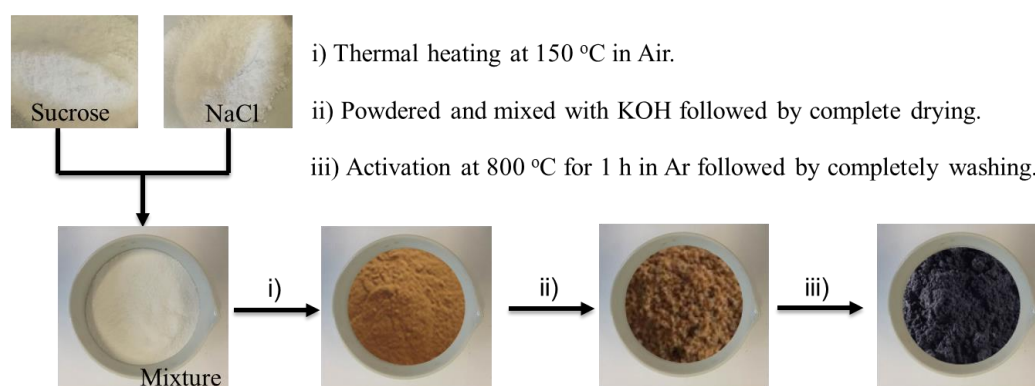 Sucrose
NaCl
i) Thermal heating at 150 °C in Air.
ii) Powdered and mixed with KOH followed by complete drying.
iii) Activation at 800 °C for 1 h in Ar followed by completely washing.
Mixture
i)
ii)
iii)